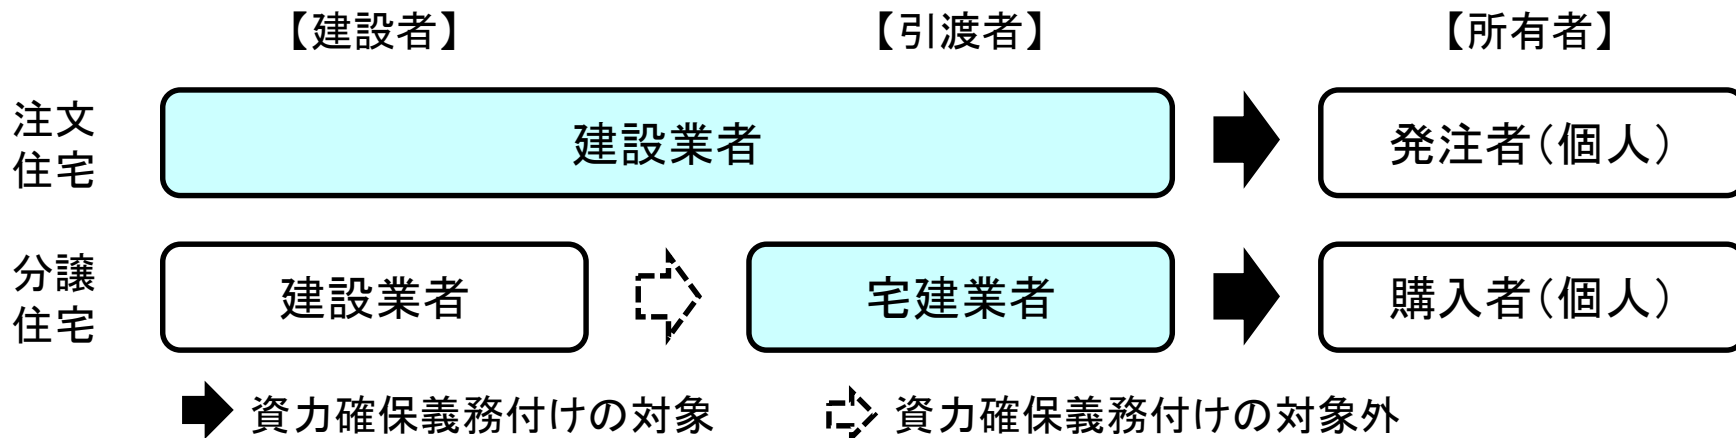 【建設者】 【引渡者】 【所有者】
注文
住宅
建設業者
発注者（個人）
分譲
住宅
建設業者
宅建業者
購入者（個人）
資力確保義務付けの対象
資力確保義務付けの対象外